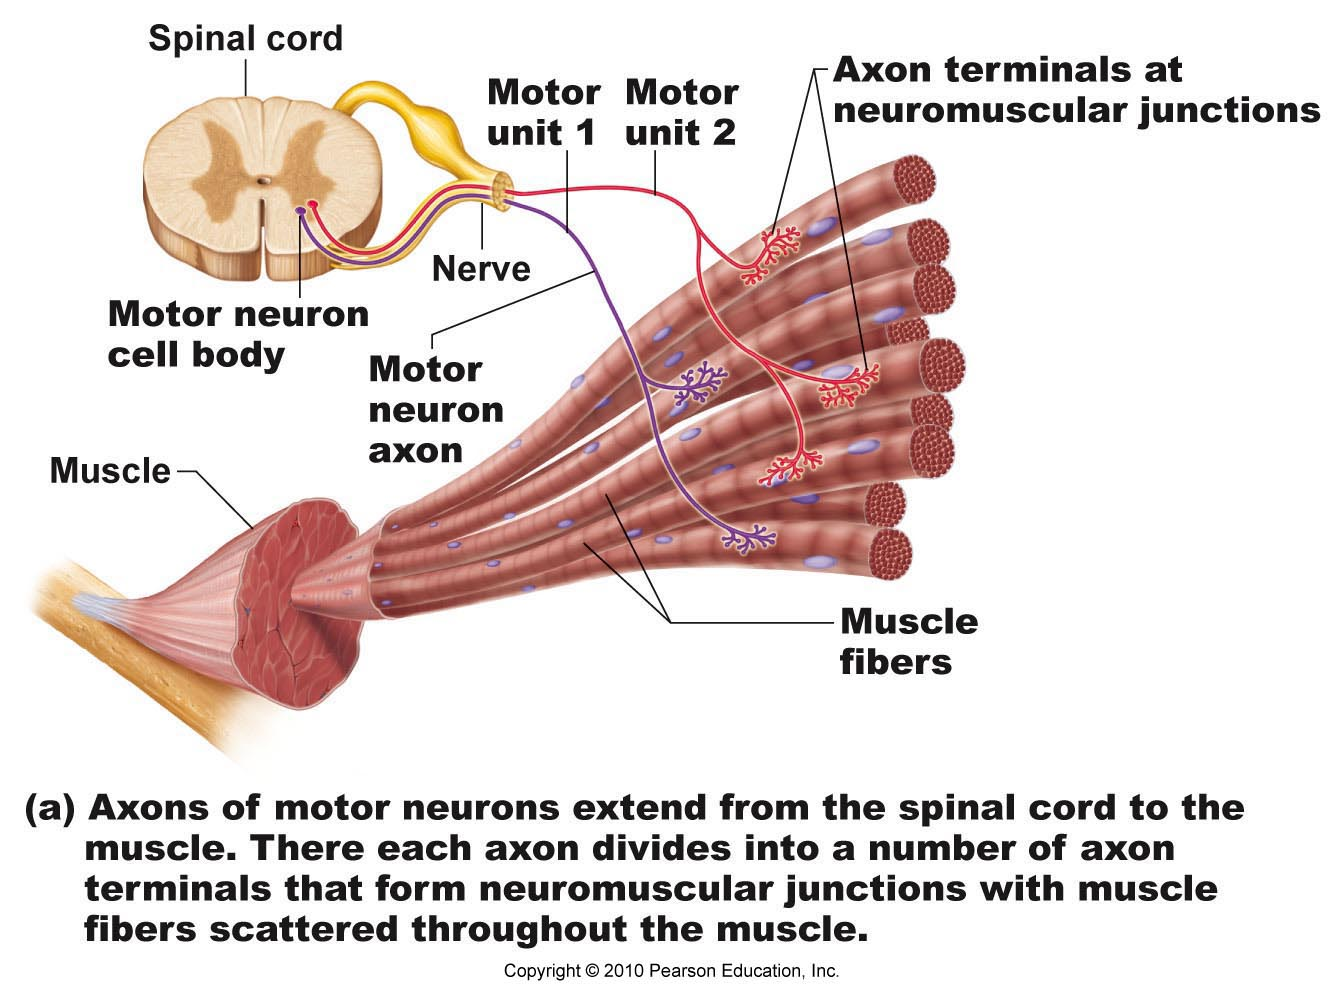 Spinal cord
Motor
unit 1
Motor
unit 2
Axon terminals at
neuromuscular junctions
Nerve
Motor neuron
cell body
Motor
neuron
axon
Muscle
Muscle
fibers
(a) Axons of motor neurons extend from the spinal cord to the
muscle. There each axon divides into a number of axon
terminals that form neuromuscular junctions with muscle
fibers scattered throughout the muscle.
Copyright © 2010 Pearson Education, Inc.